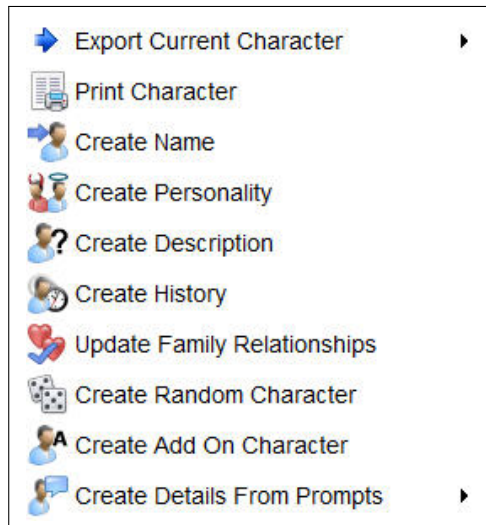 Export Current Character
Print Character
Create Name
Create Personality
Create Description
Create History
Update Family Relationships
Create Random Character
Create Add On Character
Create Details From Prompts